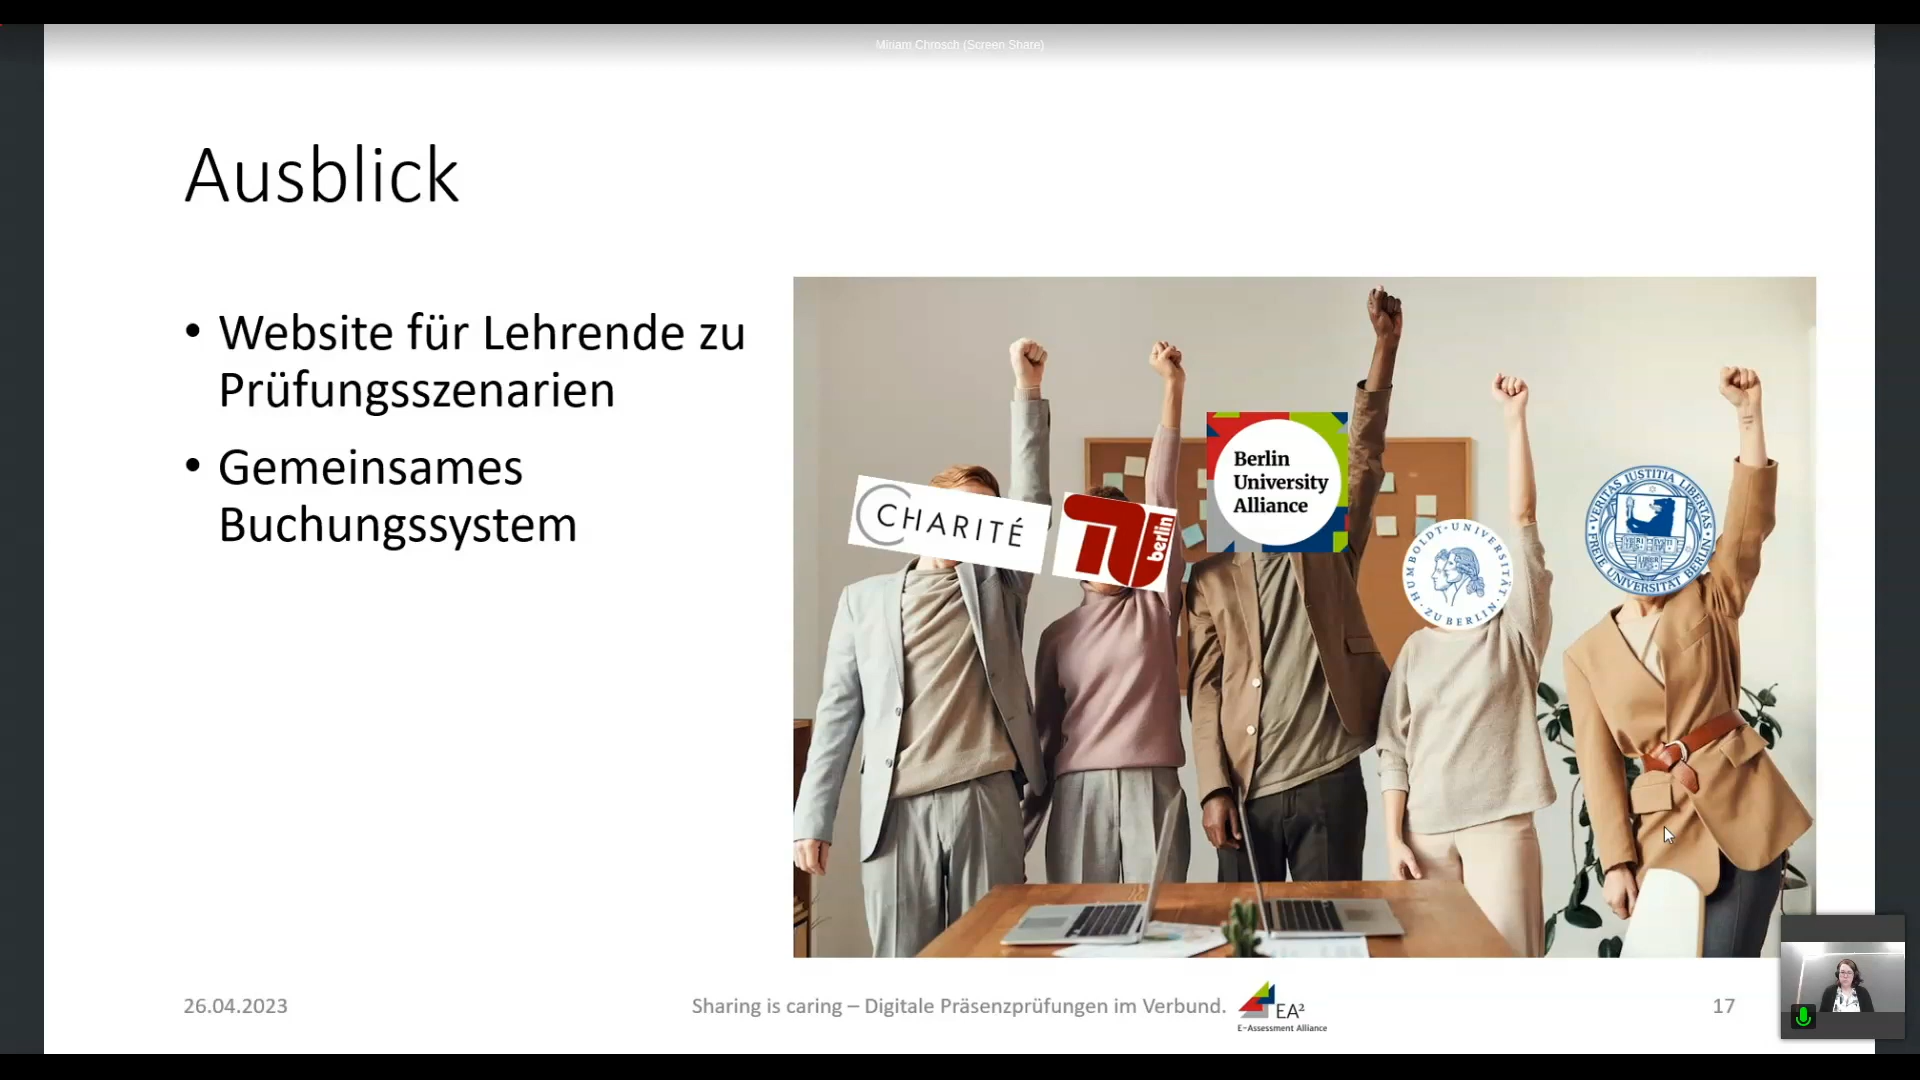 Miriam Chrosch (Screen Share)
Ausblick
• Website für Lehrende zu
Prüfungsszenarien
• Gemeinsames
Buchungssystem
CHARITÉ
berlin
Berlin
University
Alliance
HUMBOLDT-UNIVERSITÄT · ZU BERLIN ·
VERITAS IUSTITIA LIBERTAS
FREIE UNIVERSITÄT BERLIN
26.04.2023
Sharing is caring – Digitale Präsenzprüfungen im Verbund.
EA²
E-Assessment Alliance
17